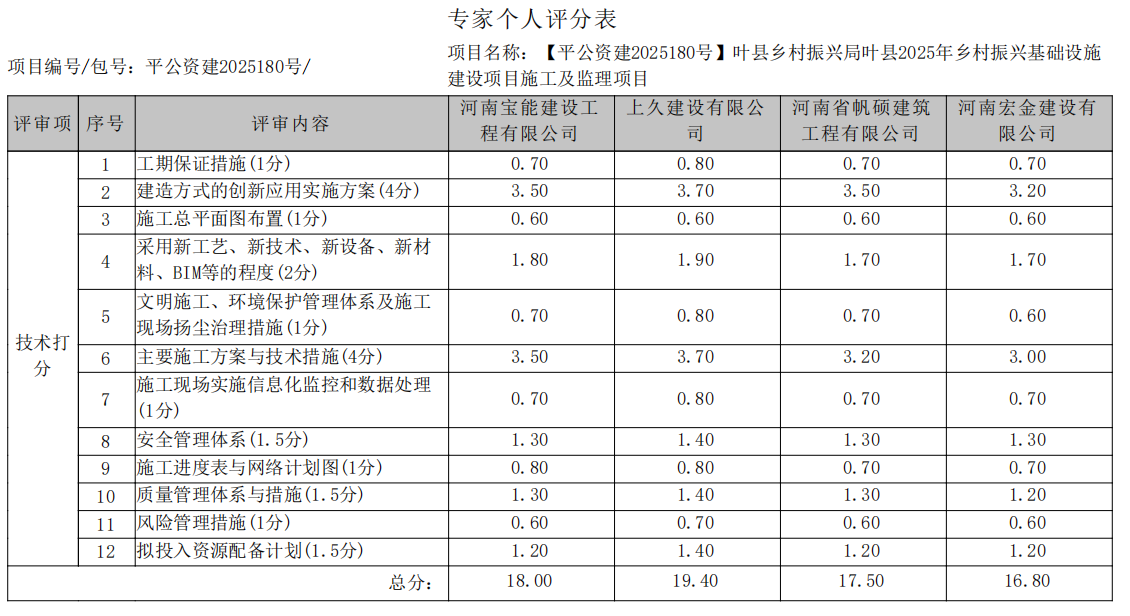 专家个人评分表
项目编号/包号：平公资建2025180号/
项目名称：【平公资建2025180号】叶县乡村振兴局叶县2025年乡村振兴基础设施
建设项目施工及监理项目
评审项 序号 评审内容 河南宝能建设工程有限公司 上久建设有限公司 河南省帆硕建筑工程有限公司 河南宏金建设有限公司
技术打分
1 工期保证措施(1分) 0.70 0.80 0.70 0.70
2 建造方式的创新应用实施方案(4分) 3.50 3.70 3.50 3.20
3 施工总平面图布置(1分) 0.60 0.60 0.60 0.60
4 采用新工艺、新技术、新设备、新材料、BIM等的程度(2分) 1.80 1.90 1.70 1.70
5 文明施工、环境保护管理体系及施工现场扬尘治理措施(1分) 0.70 0.80 0.70 0.60
6 主要施工方案与技术措施(4分) 3.50 3.70 3.20 3.00
7 施工现场实施信息化监控和数据处理(1分) 0.70 0.80 0.70 0.70
8 安全管理体系(1.5分) 1.30 1.40 1.30 1.30
9 施工进度表与网络计划图(1分) 0.80 0.80 0.70 0.70
10 质量管理体系与措施(1.5分) 1.30 1.40 1.30 1.20
11 风险管理措施(1分) 0.60 0.70 0.60 0.60
12 拟投入资源配备计划(1.5分) 1.20 1.40 1.20 1.20
总分： 18.00 19.40 17.50 16.80